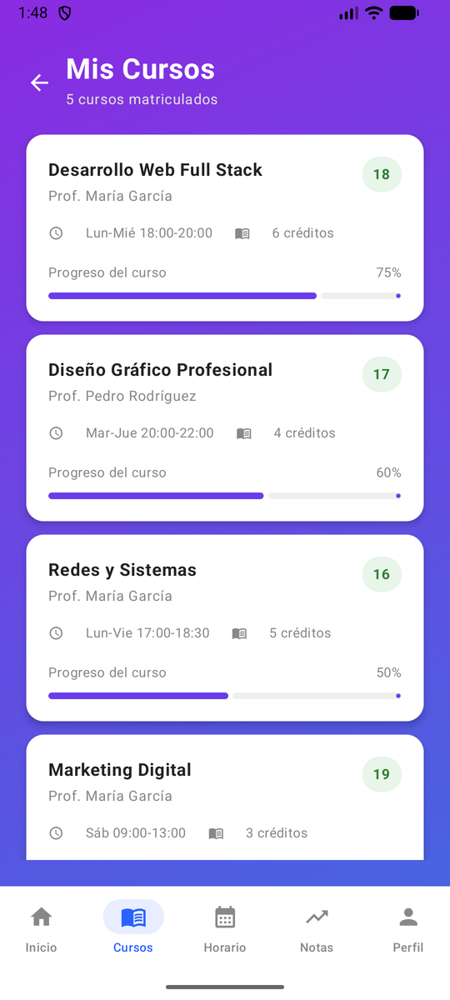 1:48
Mis Cursos
5 cursos matriculados
Desarrollo Web Full Stack
18
Prof. María García
Lun-Mié 18:00-20:00
6 créditos
Progreso del curso
75%
Diseño Gráfico Profesional
17
Prof. Pedro Rodríguez
Mar-Jue 20:00-22:00
4 créditos
Progreso del curso
60%
Redes y Sistemas
16
Prof. María García
Lun-Vie 17:00-18:30
5 créditos
Progreso del curso
50%
Marketing Digital
19
Prof. María García
Sáb 09:00-13:00
3 créditos
Inicio
Cursos
Horario
Notas
Perfil